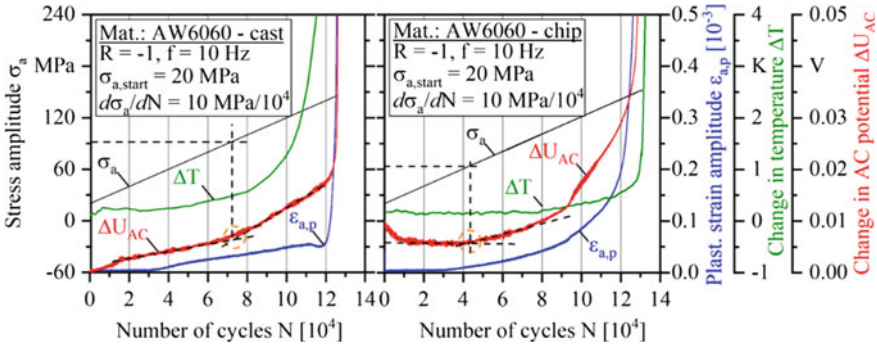 240
MPa
120
60
0
-60
Stress amplitude σa
Mat.: AW6060 - cast
R = -1, f = 10 Hz
σa,start = 20 MPa
dσa/dN = 10 MPa/10⁴
σa
ΔT
ΔUAC
εa,p
0 2 4 6 8 10 12
Number of cycles N [10⁴]
Mat.: AW6060 - chip
R = -1, f = 10 Hz
σa,start = 20 MPa
dσa/dN = 10 MPa/10⁴
σa
ΔUAC
ΔT
εa,p
0 2 4 6 8 10 12 14
Number of cycles N [10⁴]
0.5
0.4
0.3
0.2
0.1
0.0
Plast. strain amplitude εa,p [10⁻³]
4
K
2
1
0
-1
Change in temperature ΔT
0.05
V
0.03
0.02
0.01
0.00
Change in AC potential ΔUAC